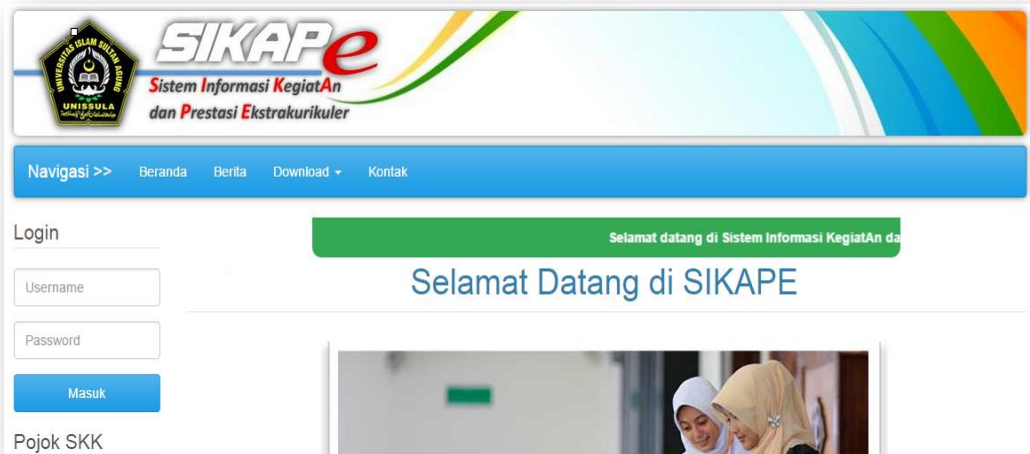 UNIVERSITAS ISLAM SULTAN AGUNG
UNISSULA
SIKAPe
Sistem Informasi KegiatAn
dan Prestasi Ekstrakurikuler
Navigasi >> Beranda Berita Download Kontak
Login
Selamat datang di Sistem Informasi KegiatAn da
Selamat Datang di SIKAPE
Username
Password
Masuk
Pojok SKK